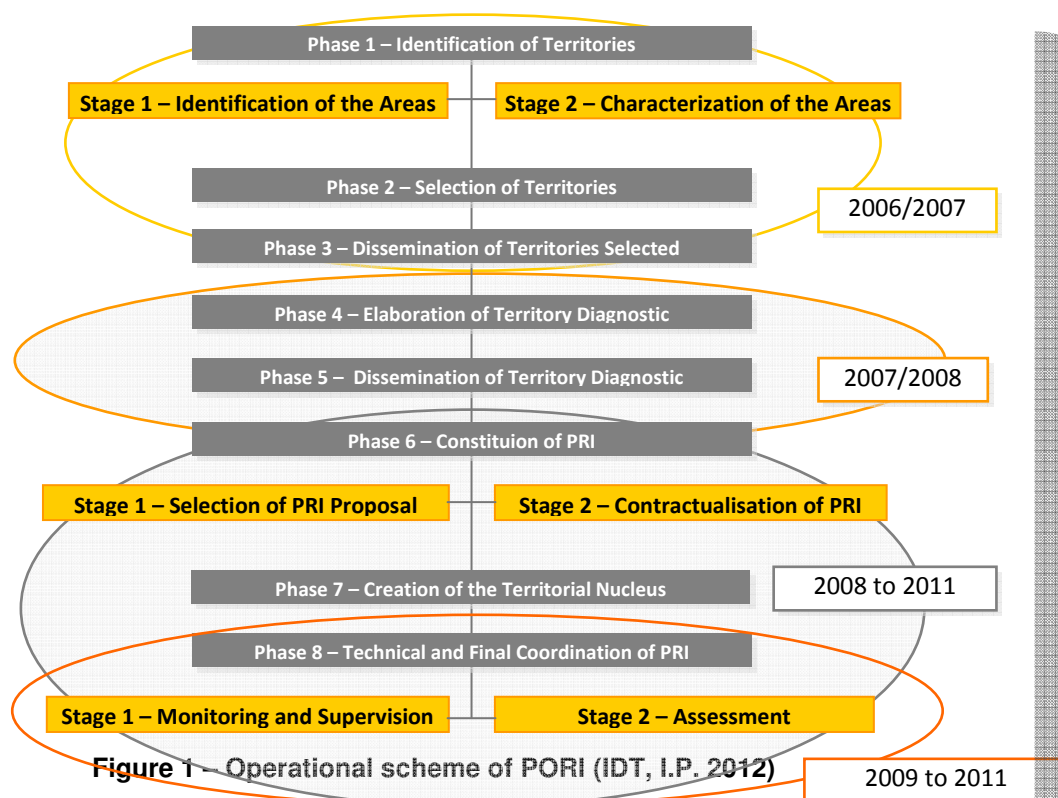 Phase 1 – Identification of Territories
Stage 1 – Identification of the Areas
Stage 2 – Characterization of the Areas
Phase 2 – Selection of Territories
2006/2007
Phase 3 – Dissemination of Territories Selected
Phase 4 – Elaboration of Territory Diagnostic
Phase 5 – Dissemination of Territory Diagnostic
2007/2008
Phase 6 – Constituion of PRI
Stage 1 – Selection of PRI Proposal
Stage 2 – Contractualisation of PRI
Phase 7 – Creation of the Territorial Nucleus
2008 to 2011
Phase 8 – Technical and Final Coordination of PRI
Stage 1 – Monitoring and Supervision
Stage 2 – Assessment
Figure 1 – Operational scheme of PORI (IDT, I.P. 2012)
2009 to 2011